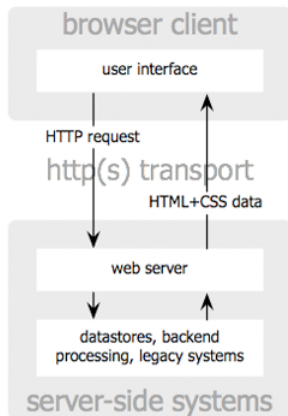 browser client
user interface
HTTP request
http(s) transport
HTML+CSS data
web server
datastores, backend
processing, legacy systems
server-side systems